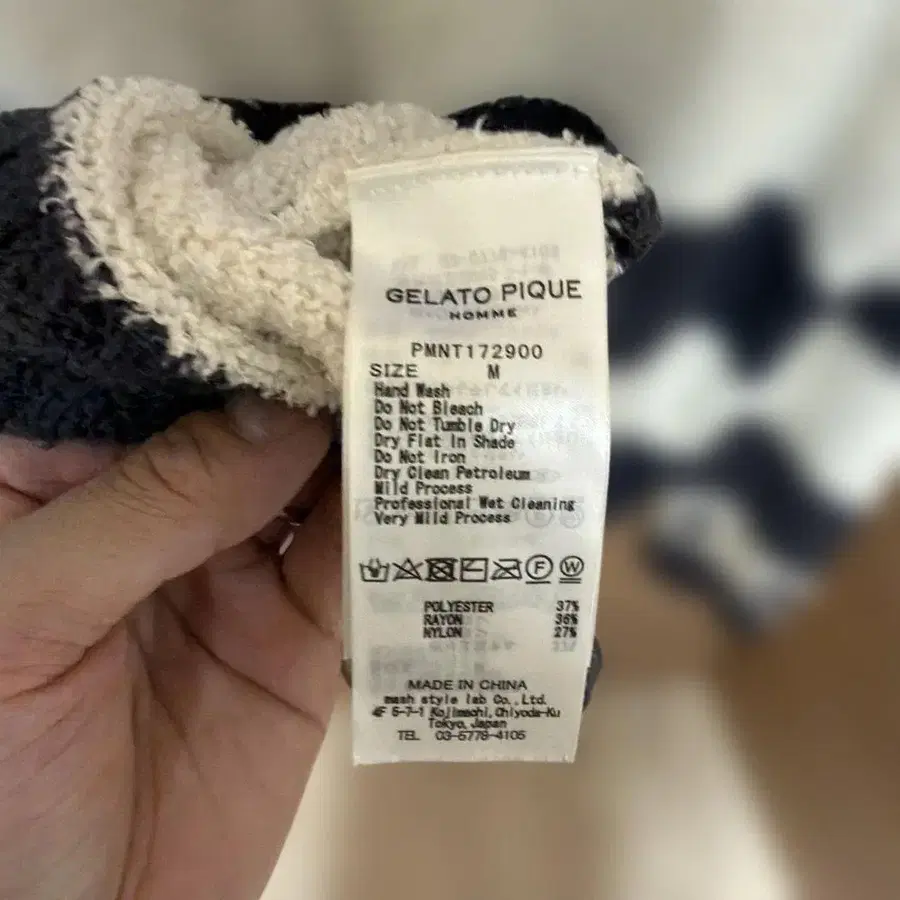 GELATO PIQUE
HOMME
PMNT172900
SIZE M
Hand Wash
Do Not Bleach
Do Not Tumble Dry
Dry Flat In Shade
Do Not Iron
Dry Clean Petroleum
Mild Process
Professional Wet Cleaning
Very Mild Process
F W
POLYESTER 37%
RAYON 36%
NYLON 27%
MADE IN CHINA
mash style lab Co.,Ltd.
4F 5-7-1 Kojimachi,Chiyoda-Ku
Tokyo,Japan
TEL 03-5778-4105